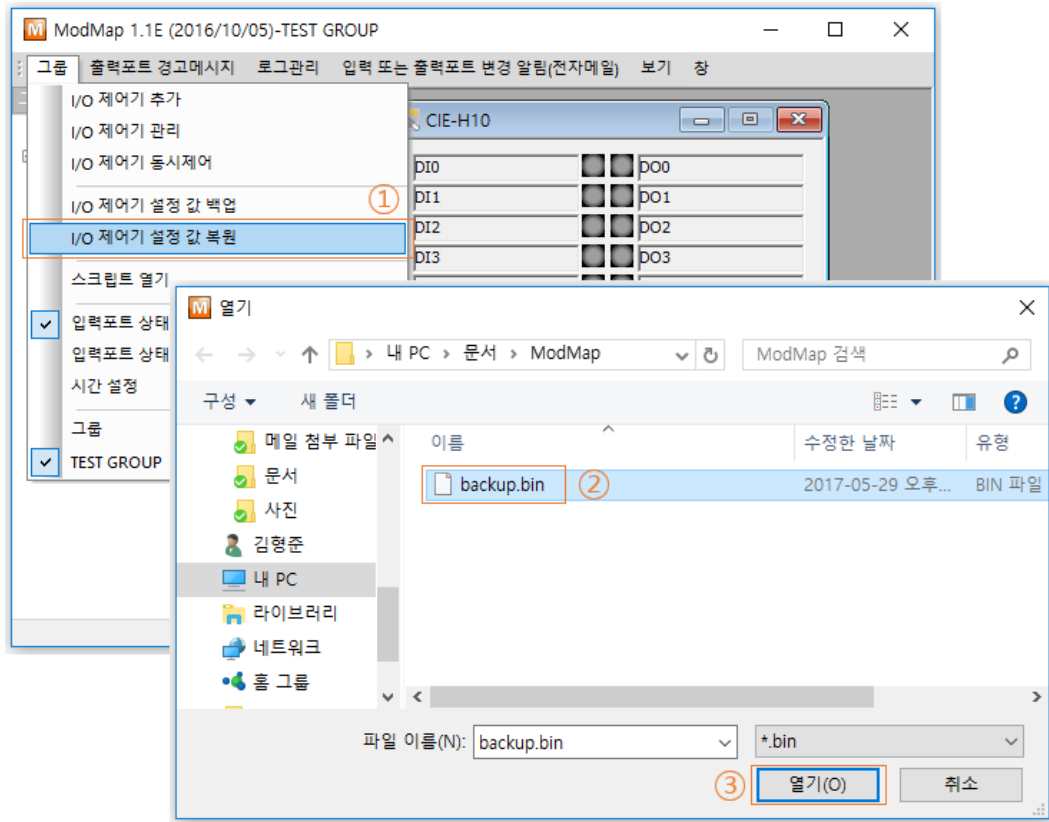 ModMap 1.1E (2016/10/05)-TEST GROUP
그룹 출력포트 경고메시지 로그관리 입력 또는 출력포트 변경 알림(전자메일) 보기 창
I/O 제어기 추가
I/O 제어기 관리
I/O 제어기 동시제어
I/O 제어기 설정 값 백업
①
I/O 제어기 설정 값 복원
스크립트 열기
입력포트 상태
입력포트 상태
시간 설정
그룹
TEST GROUP
CIE-H10
DI0 DO0
DI1 DO1
DI2 DO2
DI3 DO3
열기
내 PC › 문서 › ModMap
ModMap 검색
구성 새 폴더
메일 첨부 파일
문서
사진
김형준
내 PC
라이브러리
네트워크
홈 그룹
이름 수정한 날짜 유형
backup.bin ② 2017-05-29 오후... BIN 파일
파일 이름(N): backup.bin *.bin
③ 열기(O) 취소